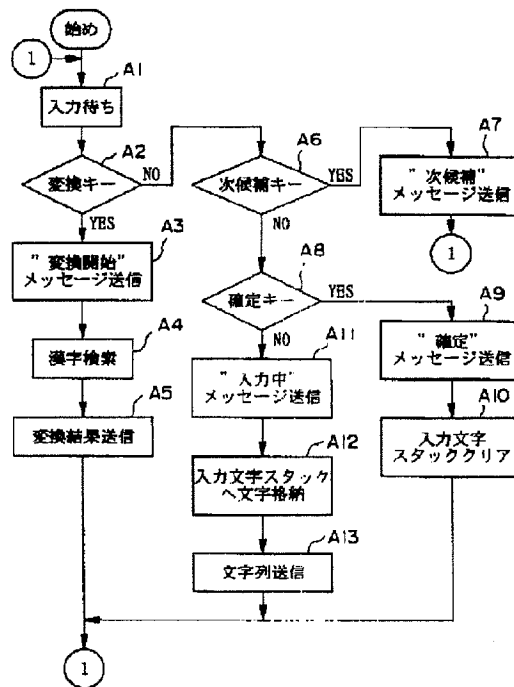 始め
1
A1
入力待ち
A2
変換キー
NO
YES
A3
"変換開始"
メッセージ送信
A4
漢字検索
A5
変換結果送信
A6
次候補キー
YES
NO
A7
"次候補"
メッセージ送信
1
A8
確定キー
YES
NO
A9
"確定"
メッセージ送信
A10
入力文字
スタッククリア
A11
"入力中"
メッセージ送信
A12
入力文字スタック
へ文字格納
A13
文字列送信
1